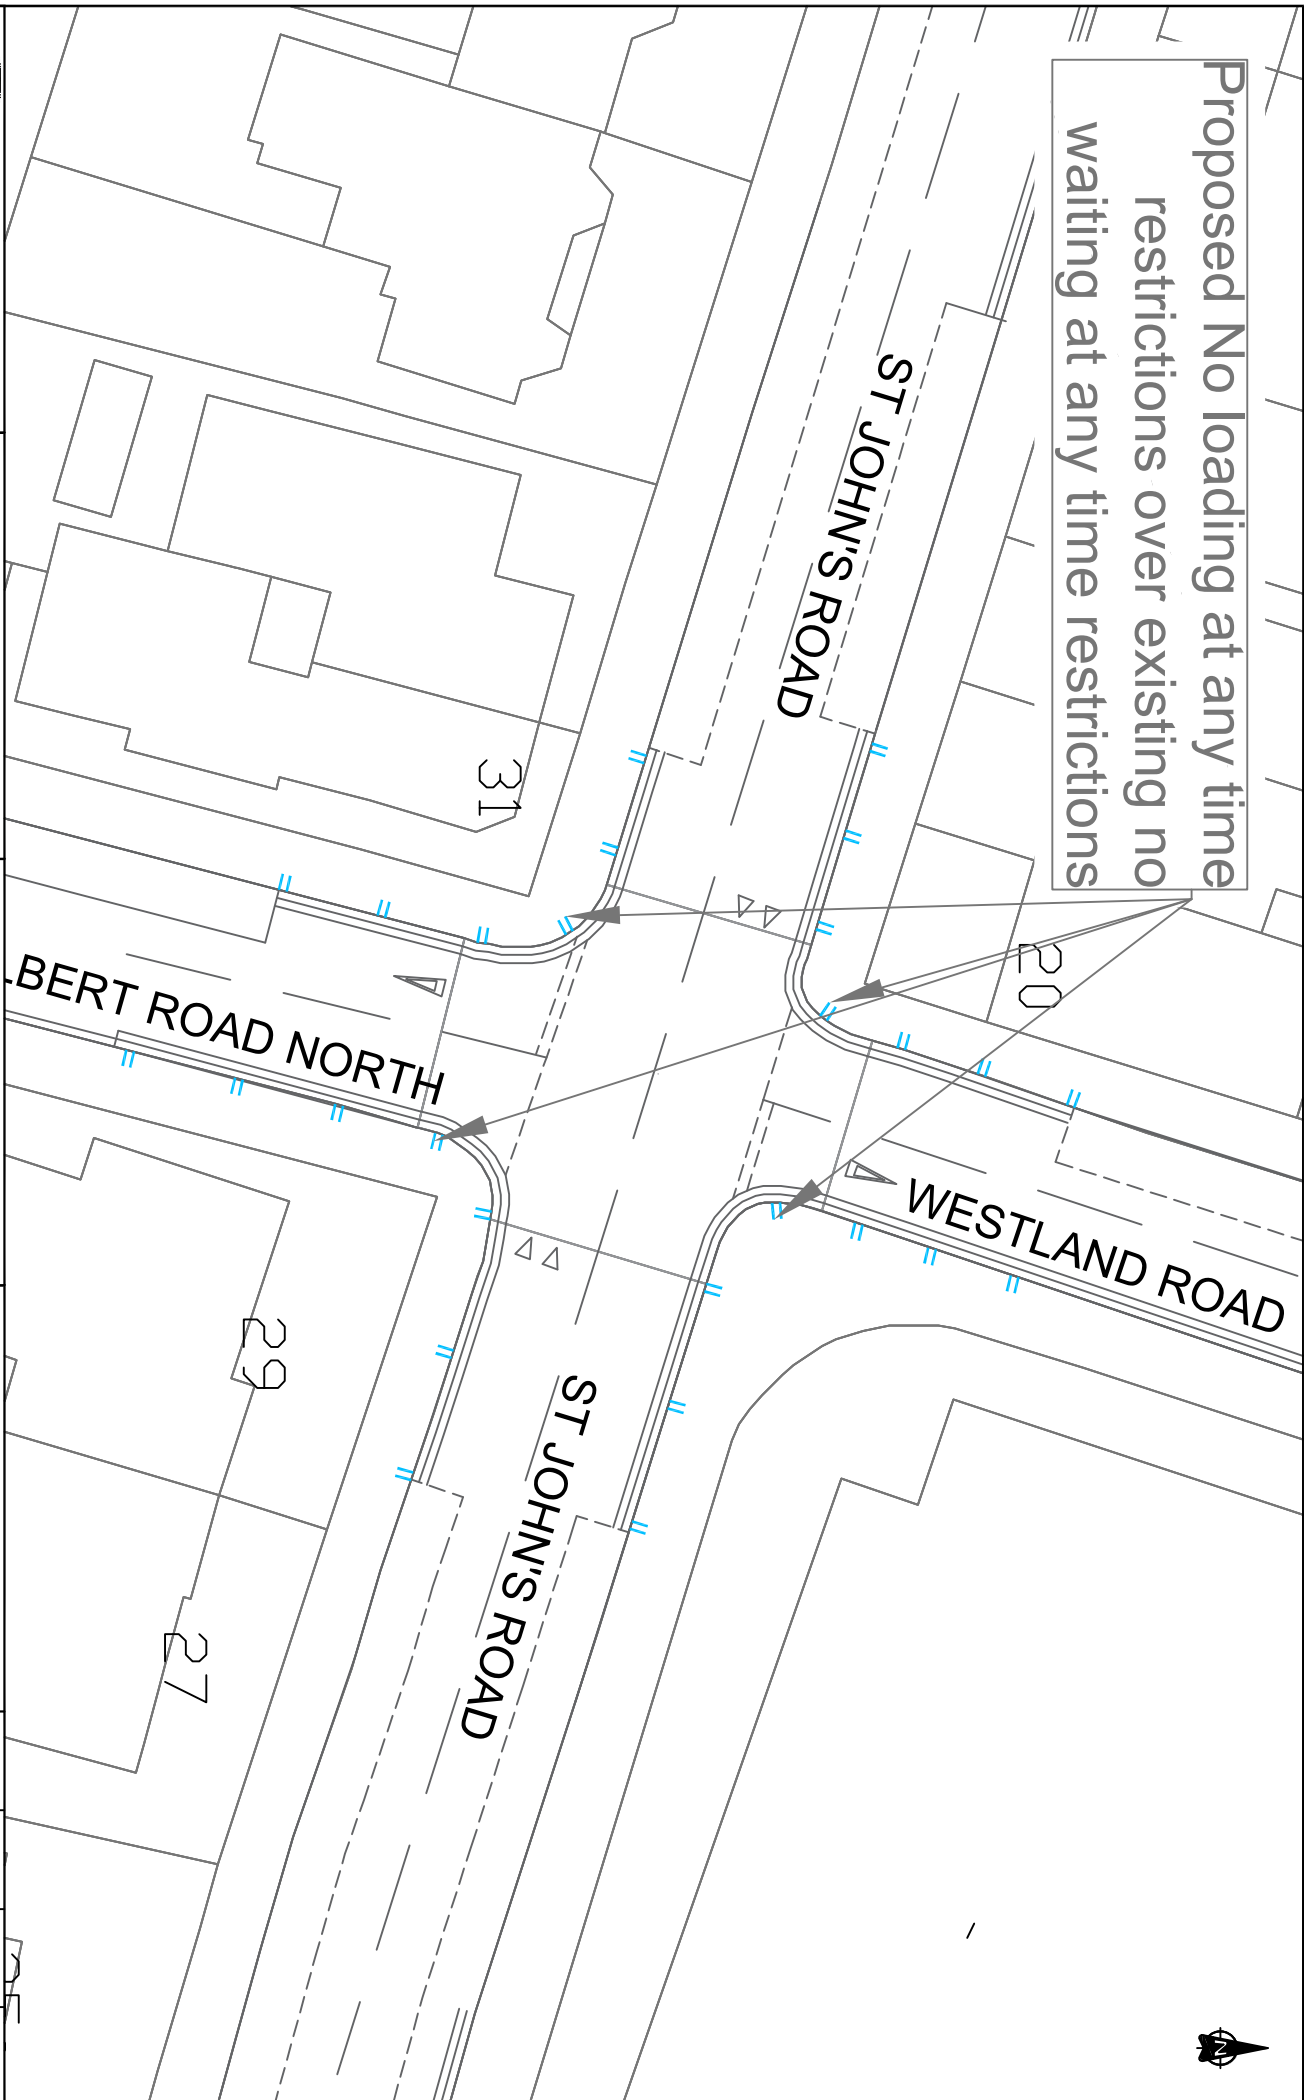 Proposed No loading at any time
restrictions over existing no
waiting at any time restrictions
ST JOHN'S ROAD
20
31
LBERT ROAD NORTH
WESTLAND ROAD
29
ST JOHN'S ROAD
27
N